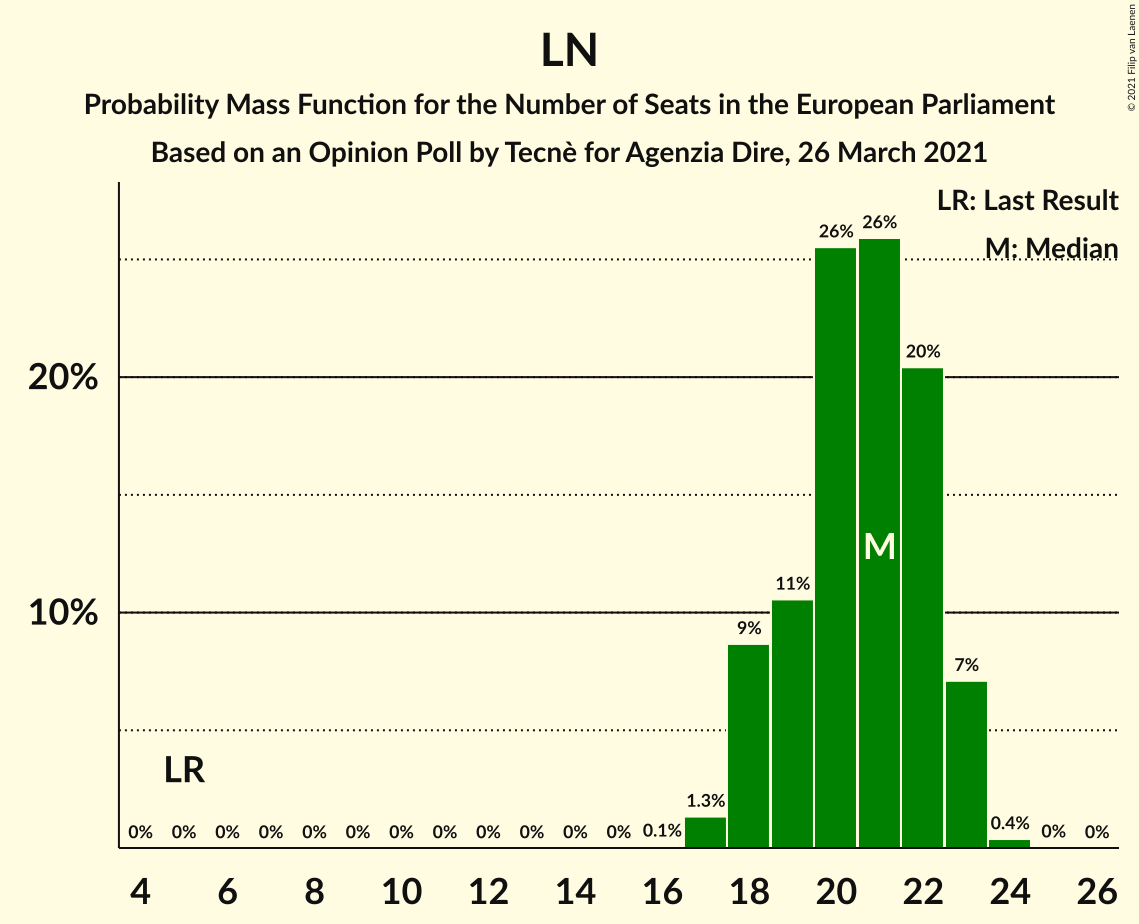 LN
Probability Mass Function for the Number of Seats in the European Parliament
Based on an Opinion Poll by Tecnè for Agenzia Dire, 26 March 2021
© 2021 Filip van Laenen
LR: Last Result
M: Median
20%
10%
26% 26%
20%
11%
9%
7%
M
LR
1.3%
0% 0% 0% 0% 0% 0% 0% 0% 0% 0% 0% 0% 0.1% 0.4% 0% 0%
4 6 8 10 12 14 16 18 20 22 24 26